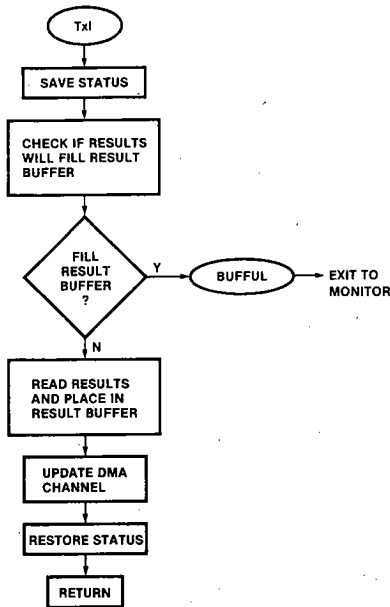 TxI
SAVE STATUS
CHECK IF RESULTS
WILL FILL RESULT
BUFFER
FILL
RESULT
BUFFER
?
Y
BUFFUL
EXIT TO
MONITOR
N
READ RESULTS
AND PLACE IN
RESULT BUFFER
UPDATE DMA
CHANNEL
RESTORE STATUS
RETURN